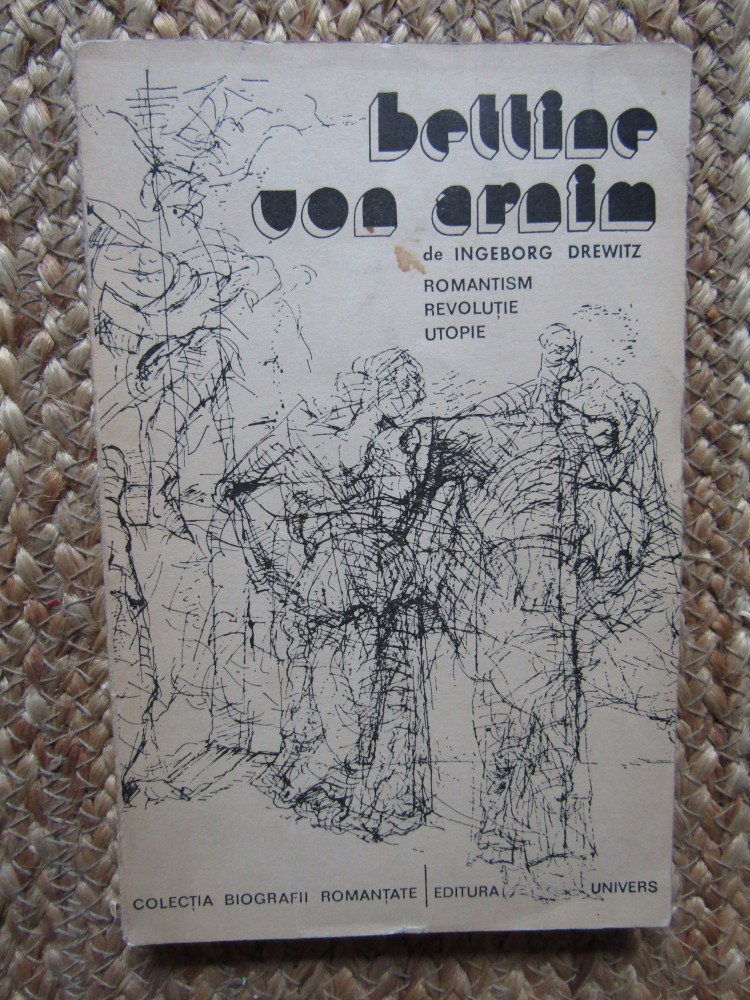 bettine
von arnim
de INGEBORG DREWITZ
ROMANTISM
REVOLUȚIE
UTOPIE
COLECȚIA BIOGRAFII ROMANȚATE | EDITURA UNIVERS